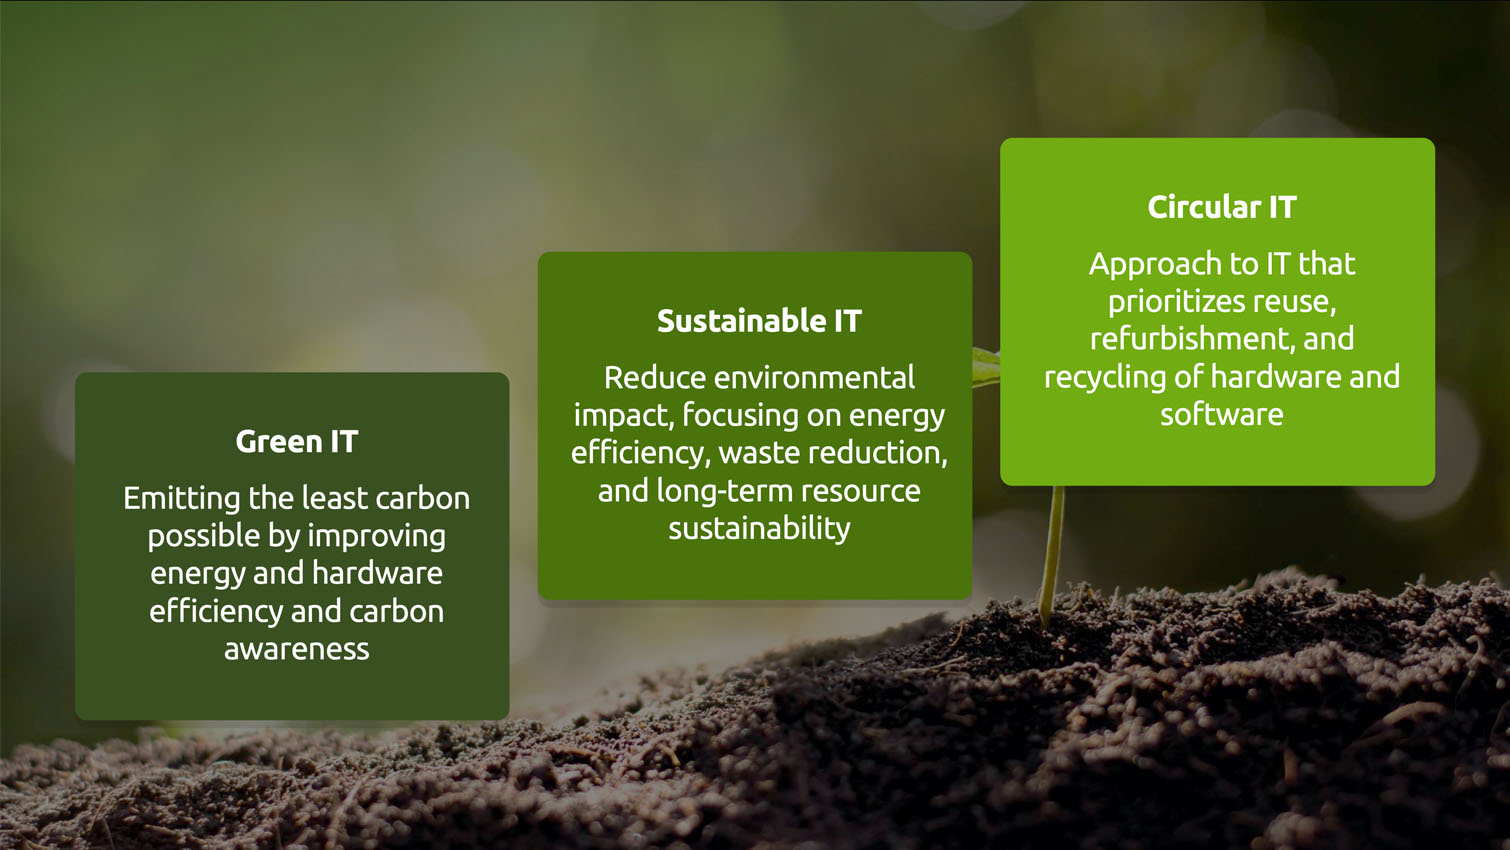 Green IT
Emitting the least carbon
possible by improving
energy and hardware
efficiency and carbon
awareness
Sustainable IT
Reduce environmental
impact, focusing on energy
efficiency, waste reduction,
and long-term resource
sustainability
Circular IT
Approach to IT that
prioritizes reuse,
refurbishment, and
recycling of hardware and
software